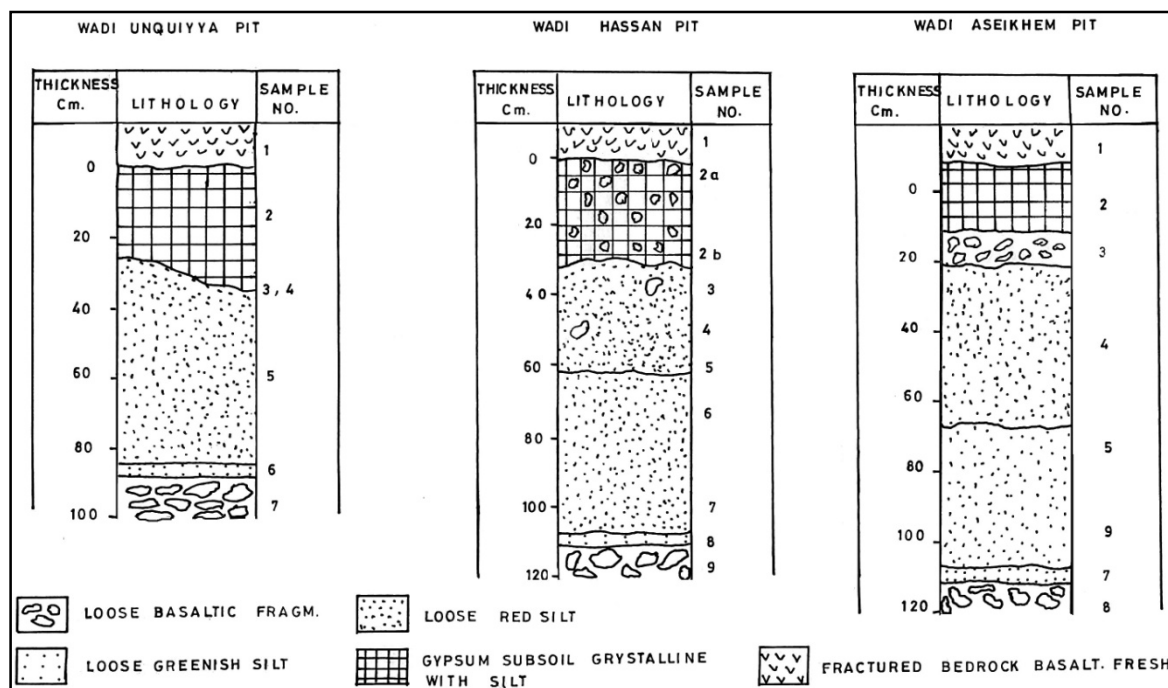 WADI UNQUIYYA PIT
THICKNESS Cm.
LITHOLOGY
SAMPLE NO.
0
20
40
60
80
100
1
2
3, 4
5
6
7
WADI HASSAN PIT
THICKNESS Cm.
LITHOLOGY
SAMPLE NO.
0
20
40
60
80
100
120
1
2a
2b
3
4
5
6
7
8
9
WADI ASEIKHEM PIT
THICKNESS Cm.
LITHOLOGY
SAMPLE NO.
0
20
40
60
80
100
120
1
2
3
4
5
9
7
8
LOOSE BASALTIC FRAGM.
LOOSE RED SILT
LOOSE GREENISH SILT
GYPSUM SUBSOIL GRYSTALLINE
WITH SILT
FRACTURED BEDROCK BASALT. FRESH